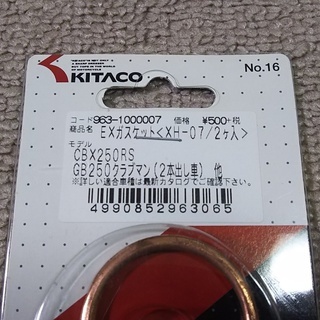 KITACO
No.16
コード 963-1000007 価格 ¥500+税
商品名 EXガスケット<XH-07/2ヶ入>
モデル
CBX250RS
GB250クラブマン(2本出し車) 他
※詳しい適合車種は最新カタログでご確認下さい。
4990852963065